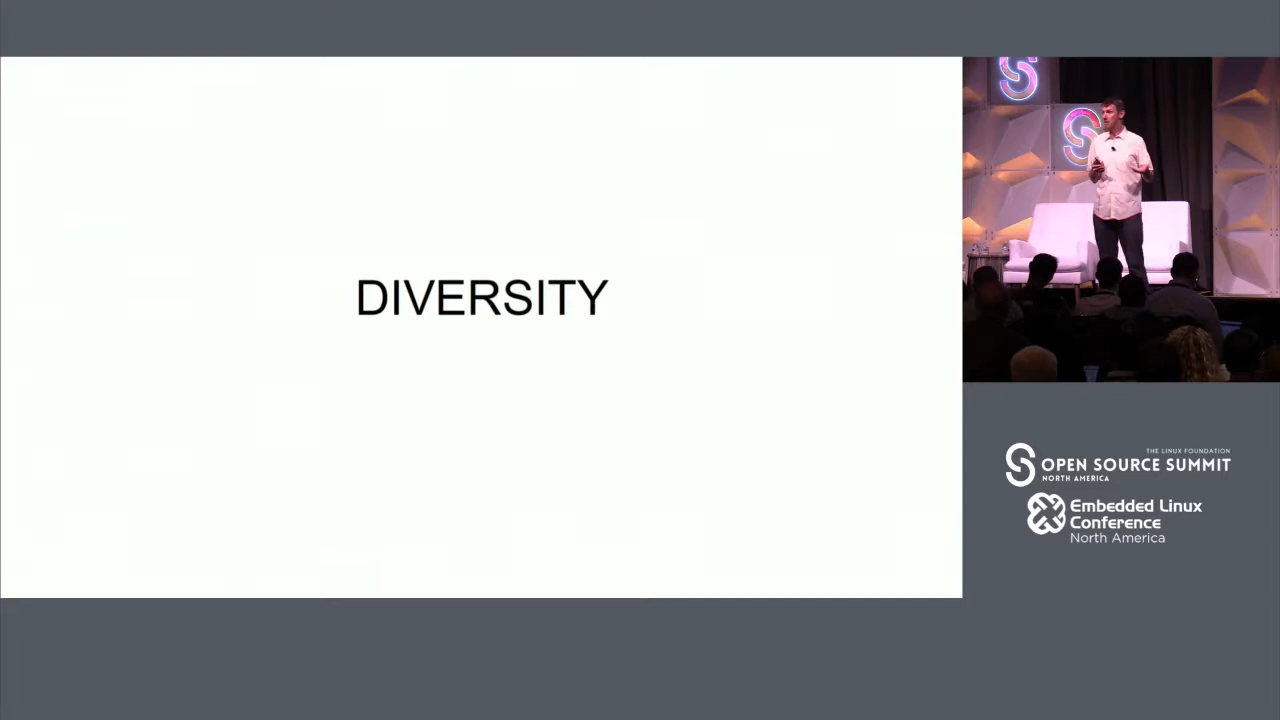 DIVERSITY
THE LINUX FOUNDATION
OPEN SOURCE SUMMIT
NORTH AMERICA
Embedded Linux
Conference
North America